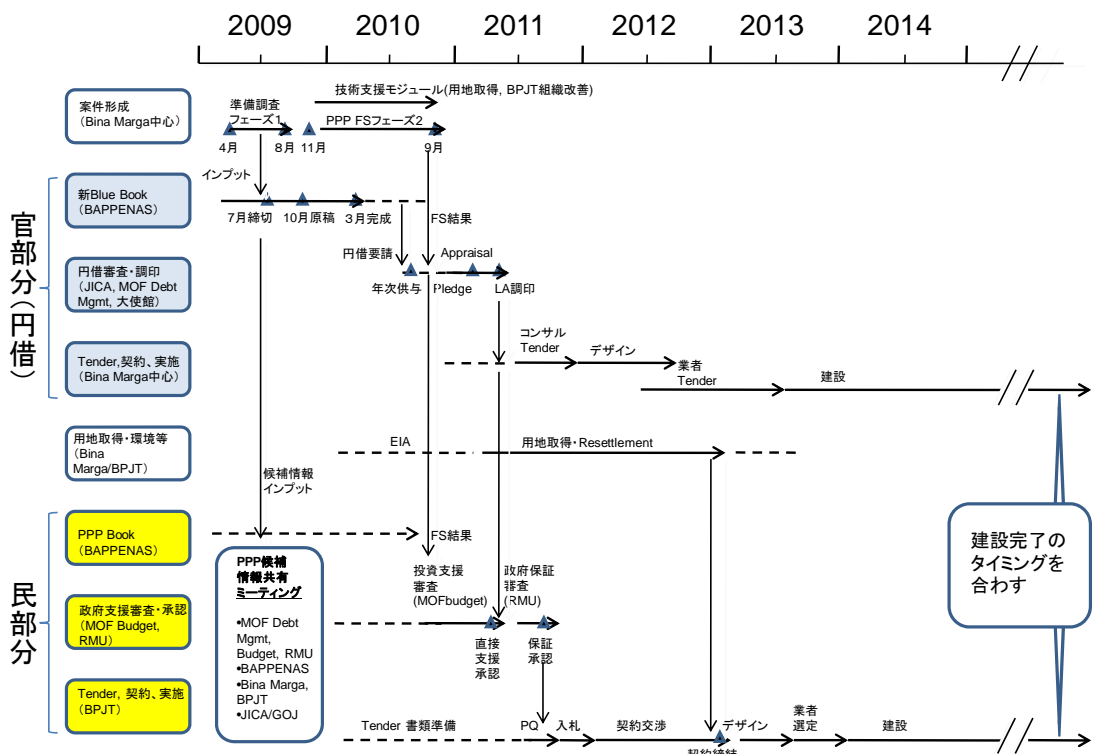 2009
2010
2011
2012
2013
2014
技術支援モジュール(用地取得, BPJT組織改善)
案件形成
(Bina Marga中心)
準備調査
フェーズ1
PPP FSフェーズ2
4月
8月
11月
9月
インプット
官部分(円借)
新Blue Book
(BAPPENAS)
7月締切
10月原稿
3月完成
FS結果
円借要請
Appraisal
円借審査・調印
(JICA, MOF Debt
Mgmt, 大使館)
年次供与
Pledge
LA調印
コンサル
Tender
デザイン
Tender,契約、実施
(Bina Marga中心)
業者
Tender
建設
用地取得・環境等
(Bina
Marga/BPJT)
EIA
用地取得・Resettlement
候補情報
インプット
民部分
PPP Book
(BAPPENAS)
FS結果
建設完了の
タイミングを
合わす
PPP候補
情報共有
ミーティング
•MOF Debt
Mgmt,
Budget, RMU
•BAPPENAS
•Bina Marga,
BPJT
•JICA/GOJ
投資支援
審査
(MOFbudget)
政府保証
審査
(RMU)
政府支援審査・承認
(MOF Budget,
RMU)
直接
支援
承認
保証
承認
Tender, 契約、実施
(BPJT)
Tender 書類準備
PQ
入札
契約交渉
デザイン
業者
選定
建設
契約締結